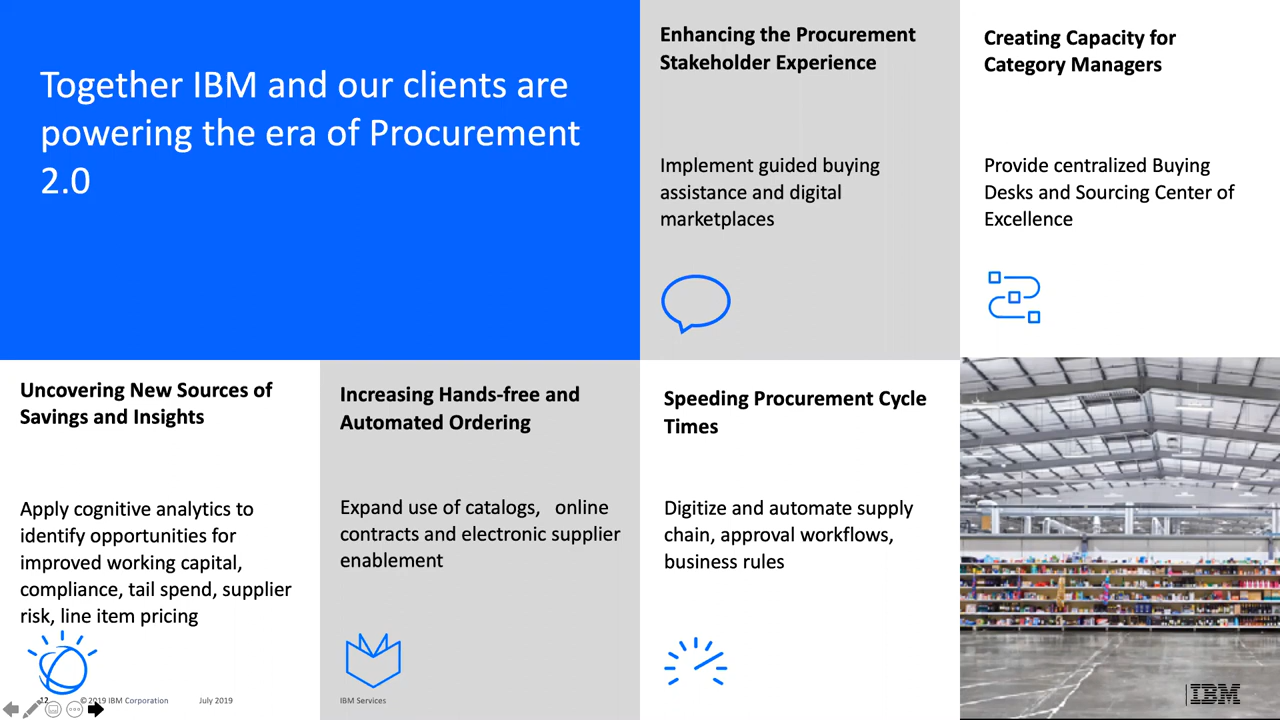 Together IBM and our clients are
powering the era of Procurement
2.0
Enhancing the Procurement
Stakeholder Experience
Implement guided buying
assistance and digital
marketplaces
Creating Capacity for
Category Managers
Provide centralized Buying
Desks and Sourcing Center of
Excellence
Uncovering New Sources of
Savings and Insights
Apply cognitive analytics to
identify opportunities for
improved working capital,
compliance, tail spend, supplier
risk, line item pricing
Increasing Hands-free and
Automated Ordering
Expand use of catalogs, online
contracts and electronic supplier
enablement
Speeding Procurement Cycle
Times
Digitize and automate supply
chain, approval workflows,
business rules
12 © 2019 IBM Corporation July 2019 IBM Services
IBM